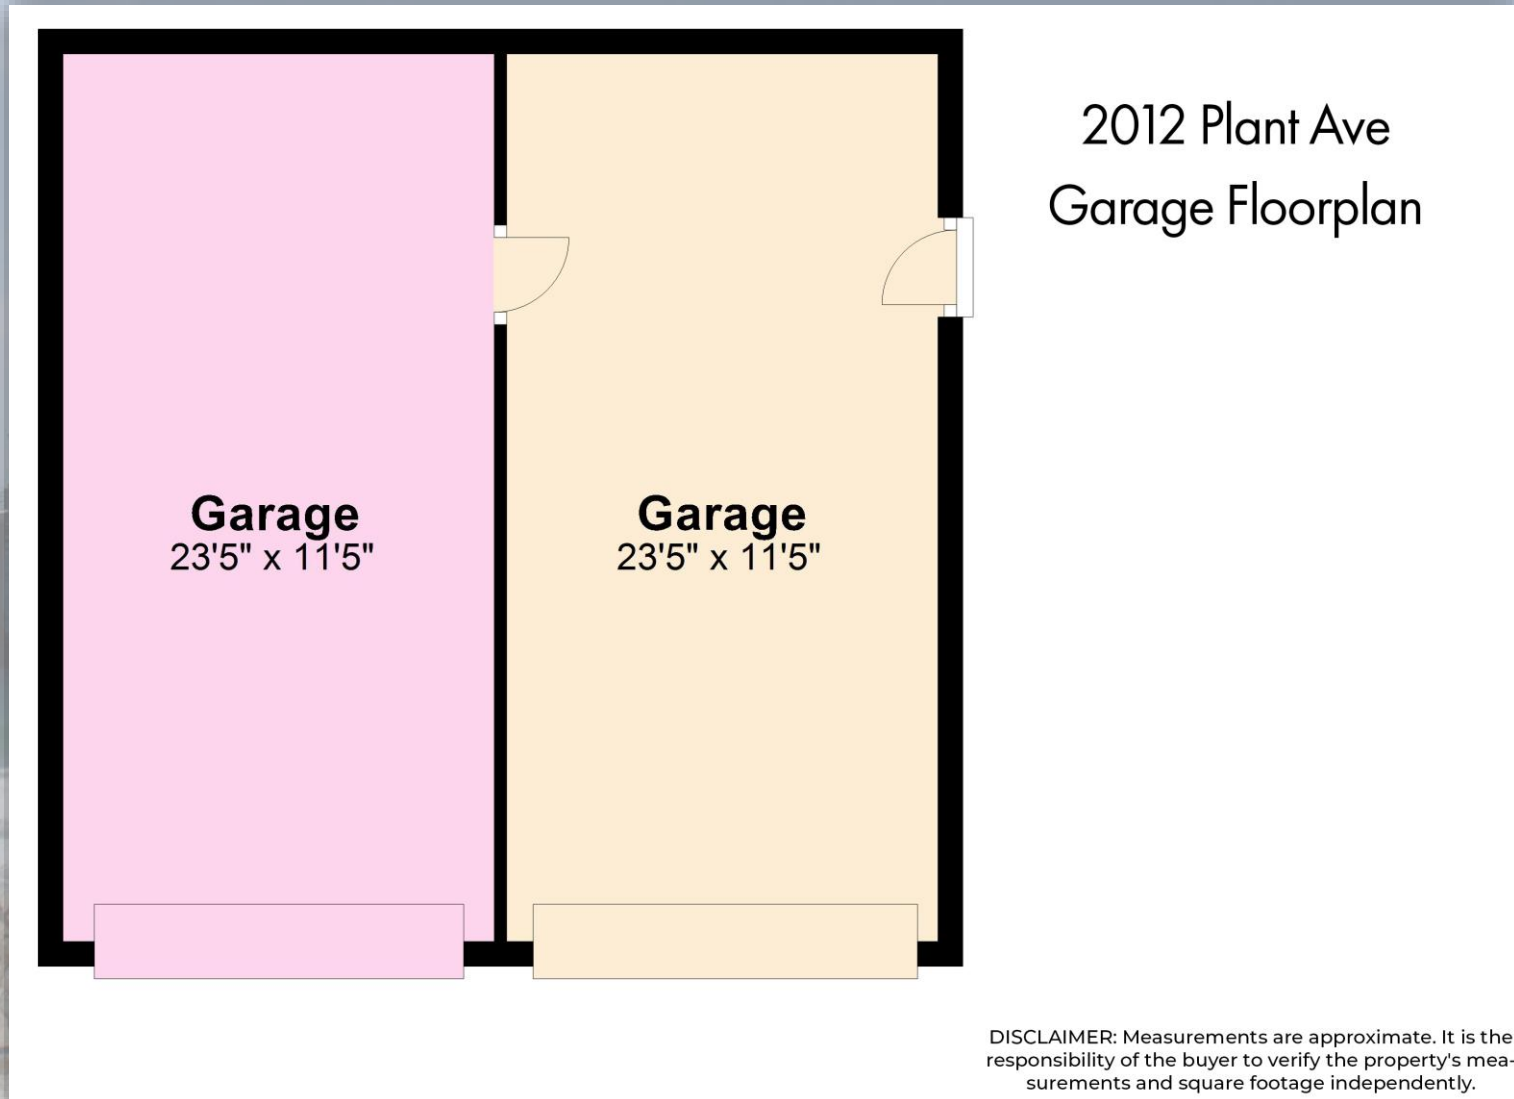 2012 Plant Ave
Garage Floorplan
Garage
23'5" x 11'5"
Garage
23'5" x 11'5"
DISCLAIMER: Measurements are approximate. It is the
responsibility of the buyer to verify the property's mea-
surements and square footage independently.